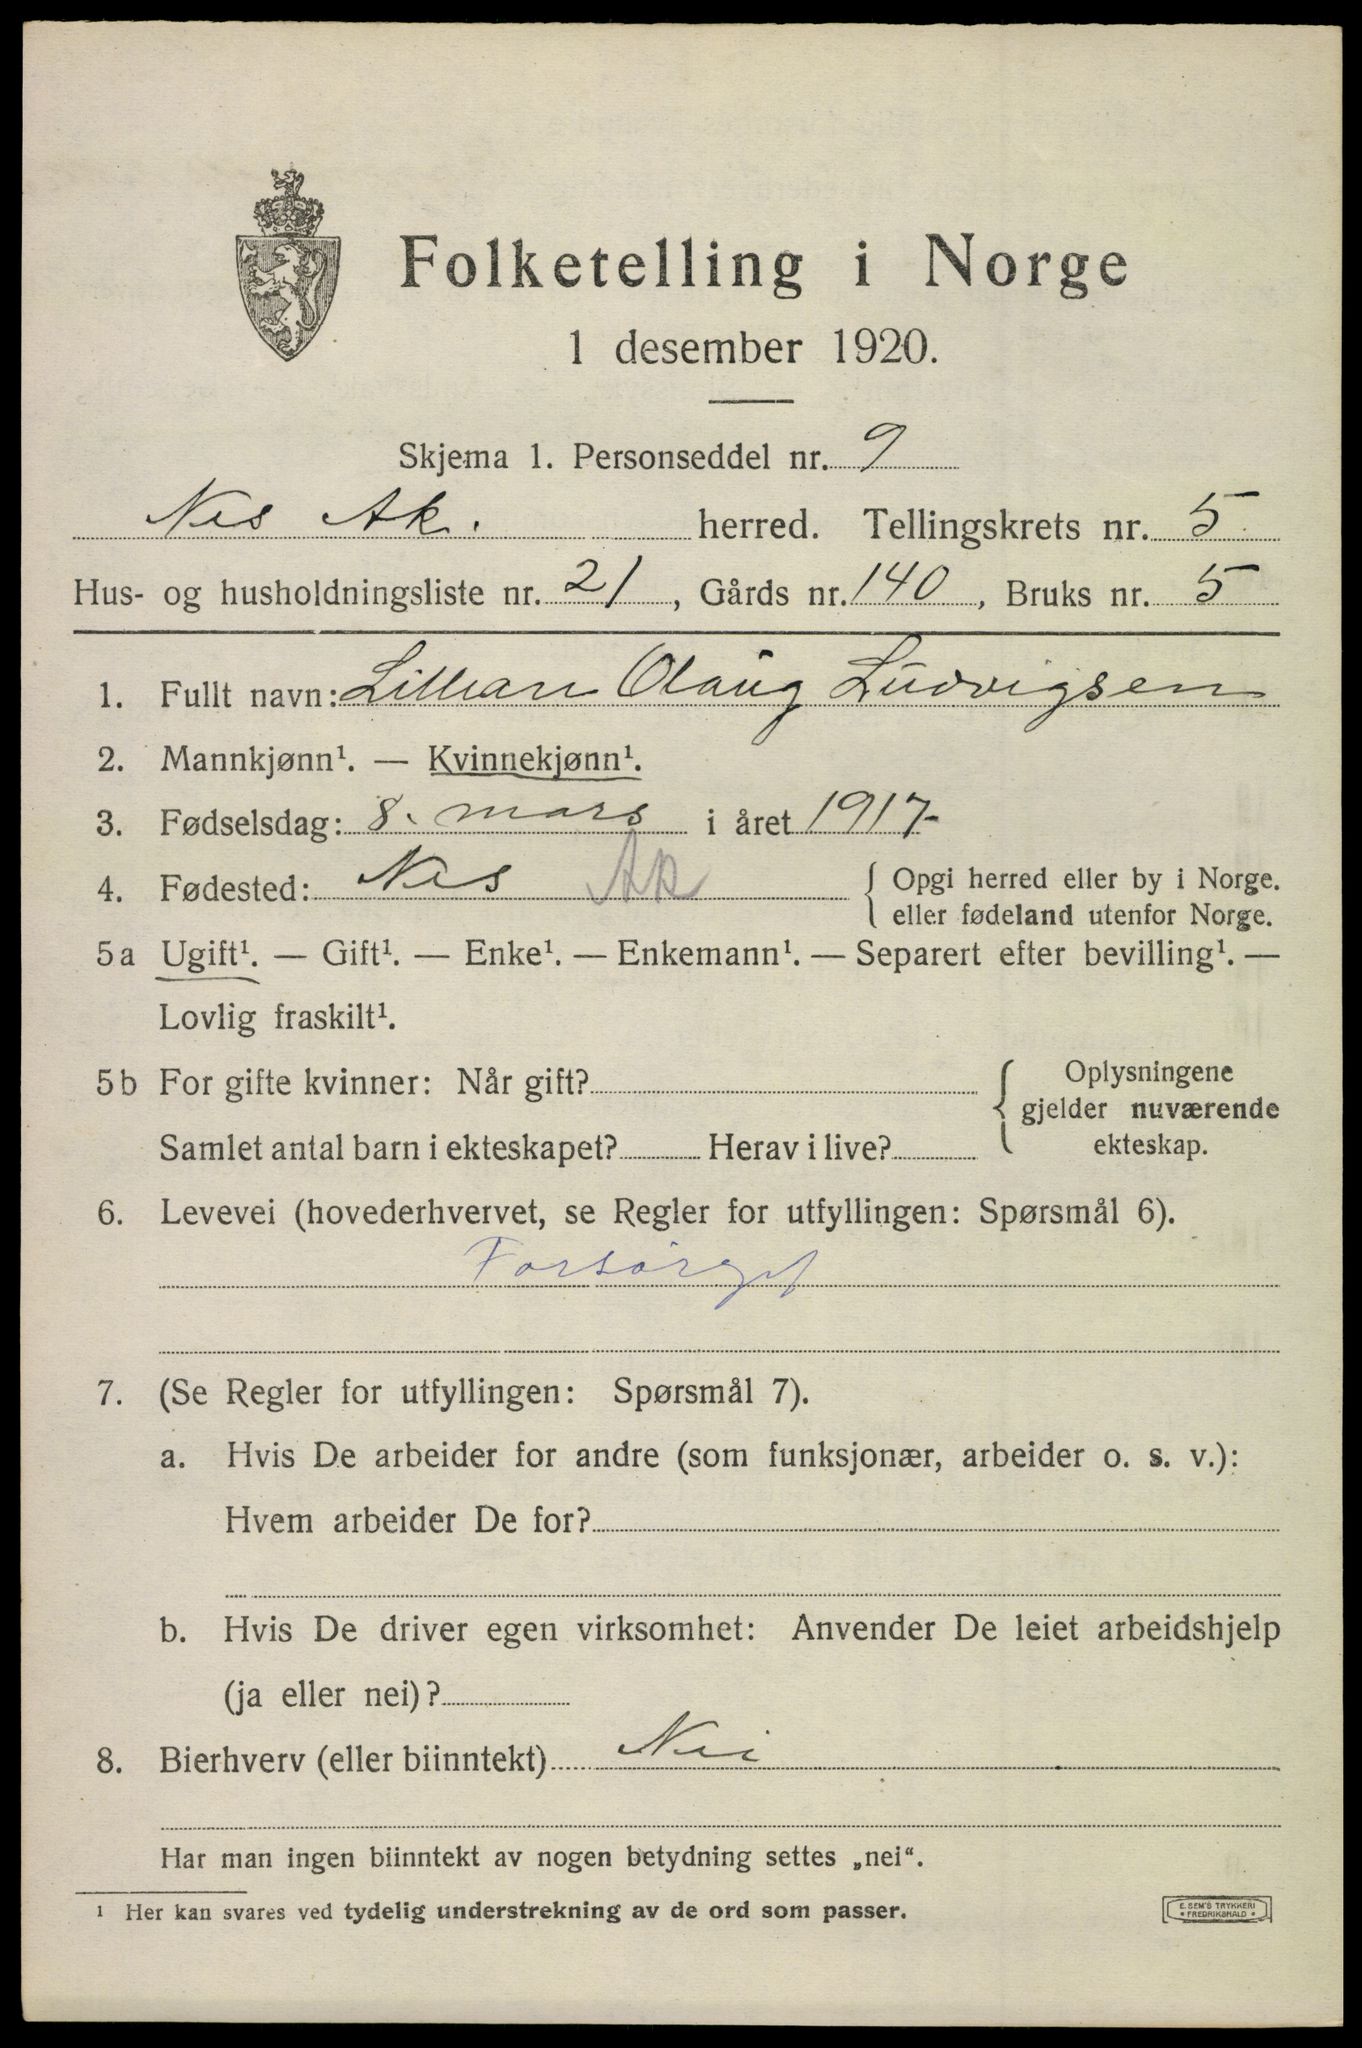 Folketelling i Norge
1 desember 1920.
Skjema 1. Personseddel nr. 9
Nes Ak. herred. Tellingskrets nr. 5
Hus- og husholdningsliste nr. 21, Gårds nr. 140, Bruks nr. 5
1. Fullt navn: Lillian Olaug Ludvigsen
2. Mannkjønn¹. — Kvinnekjønn¹.
3. Fødselsdag: 8. mars i året 1917
4. Fødested: Nes Ak { Opgi herred eller by i Norge.
eller fødeland utenfor Norge.
5a Ugift¹. — Gift¹. — Enke¹. — Enkemann¹. — Separert efter bevilling¹. —
Lovlig fraskilt¹.
5b For gifte kvinner: Når gift? { Oplysningene
gjelder nuværende
Samlet antal barn i ekteskapet? Herav i live? ekteskap.
6. Levevei (hovederhvervet, se Regler for utfyllingen: Spørsmål 6).
Forsørget
7. (Se Regler for utfyllingen: Spørsmål 7).
a. Hvis De arbeider for andre (som funksjonær, arbeider o. s. v.):
Hvem arbeider De for?
b. Hvis De driver egen virksomhet: Anvender De leiet arbeidshjelp
(ja eller nei)?
8. Bierhverv (eller biinntekt) Nei
Har man ingen biinntekt av nogen betydning settes „nei“.
¹ Her kan svares ved tydelig understrekning av de ord som passer.
E. SEM'S TRYKKERI
* FREDRIKSHALD *